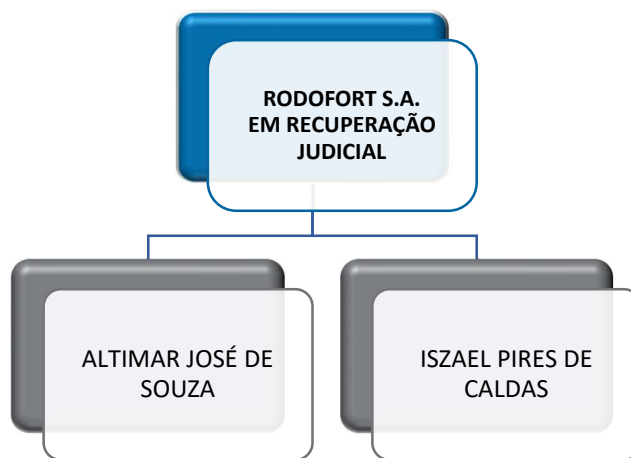 RODOFORT S.A.
EM RECUPERAÇÃO
JUDICIAL
ALTIMAR JOSÉ DE
SOUZA
ISZAEL PIRES DE
CALDAS